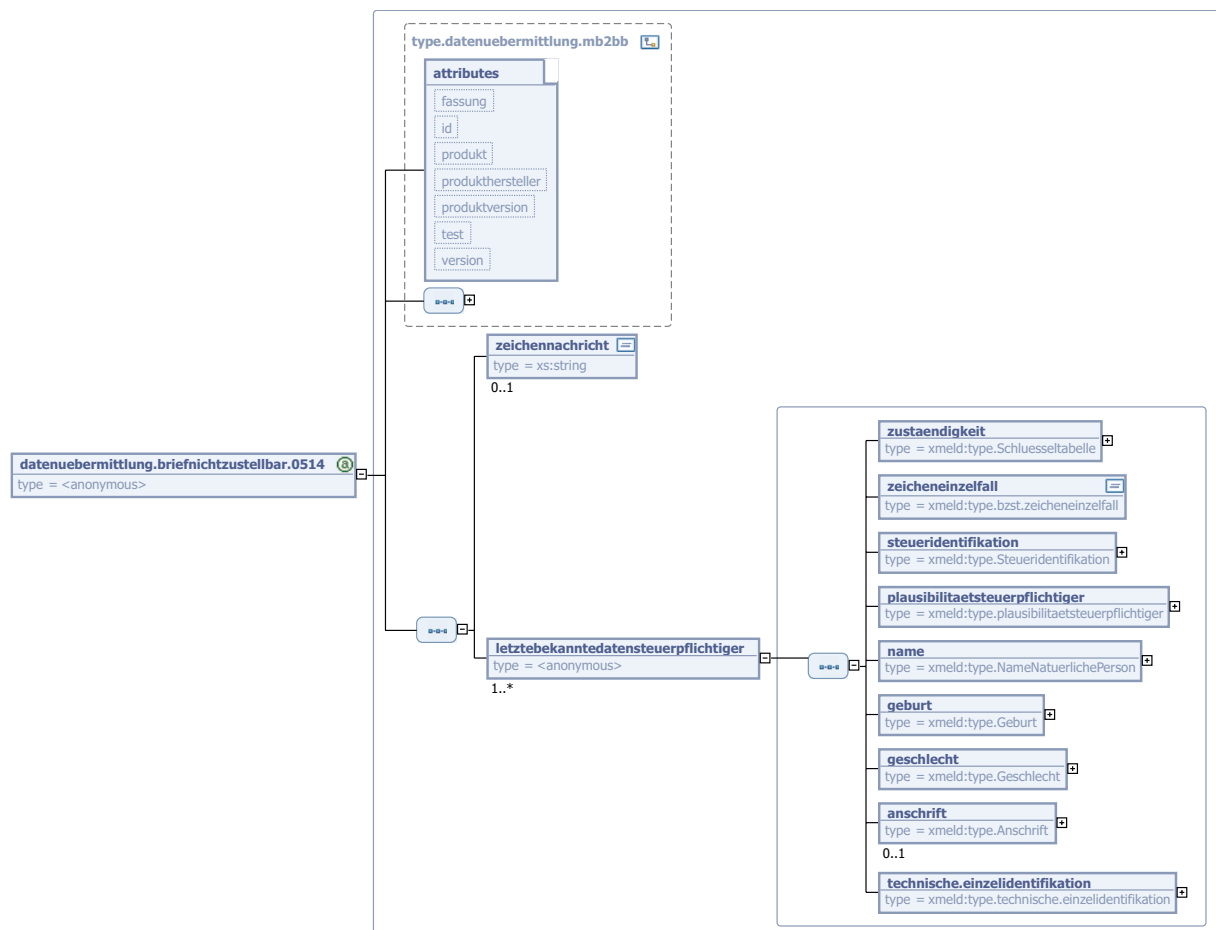 type.datenuebermittlung.mb2bb
attributes
fassung
id
produkt
produkthersteller
produktversion
test
version
zeichennachricht
type = xs:string
0..1
datenuebermittlung.briefnichtzustellbar.0514
type = <anonymous>
letztebekanntedatensteuerpflichtiger
type = <anonymous>
1..*
zustaendigkeit
type = xmeld:type.Schluesseltabelle
zeicheneinzelfall
type = xmeld:type.bzst.zeicheneinzelfall
steueridentifikation
type = xmeld:type.Steueridentifikation
plausibilitaetsteuerpflichtiger
type = xmeld:type.plausibilitaetsteuerpflichtiger
name
type = xmeld:type.NameNatuerlichePerson
geburt
type = xmeld:type.Geburt
geschlecht
type = xmeld:type.Geschlecht
anschrift
type = xmeld:type.Anschrift
0..1
technische.einzelidentifikation
type = xmeld:type.technische.einzelidentifikation